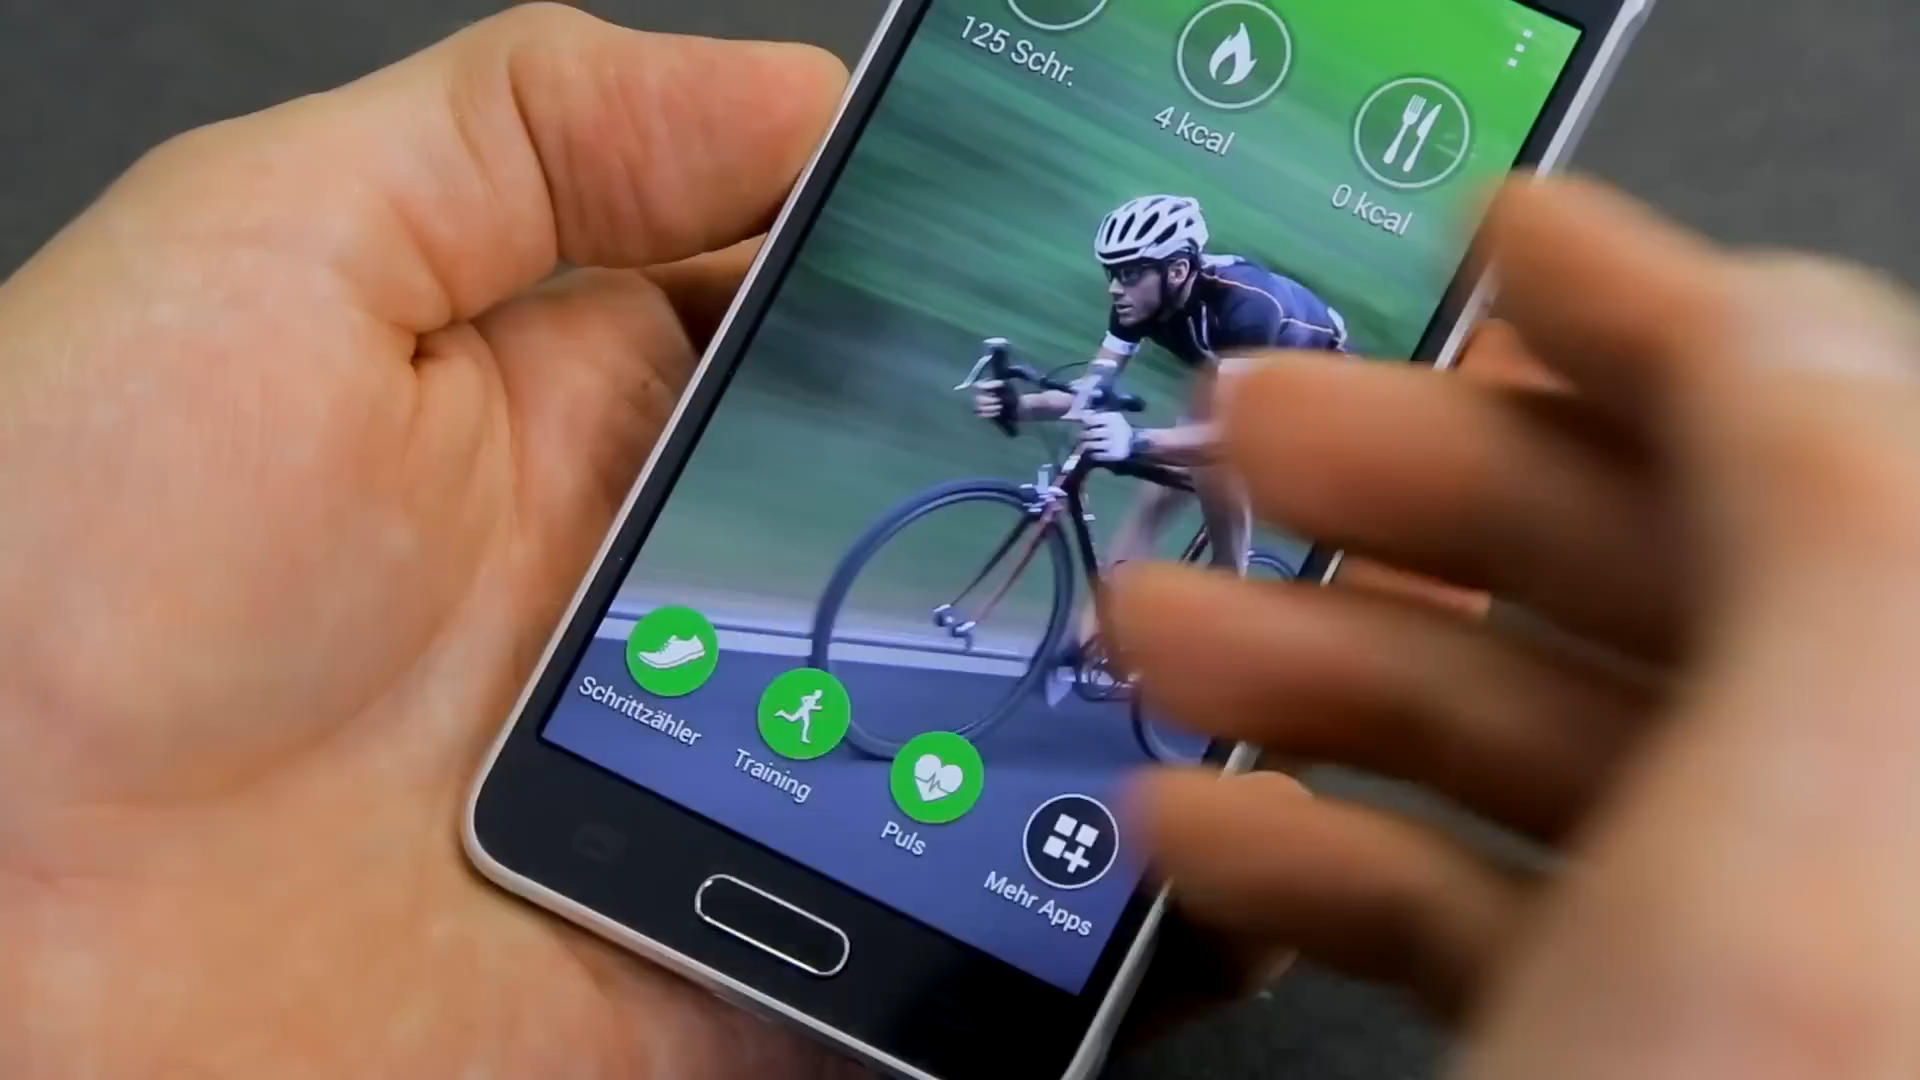 125 Schr.
4 kcal
0 kcal
Schrittzähler
Training
Puls
Mehr Apps